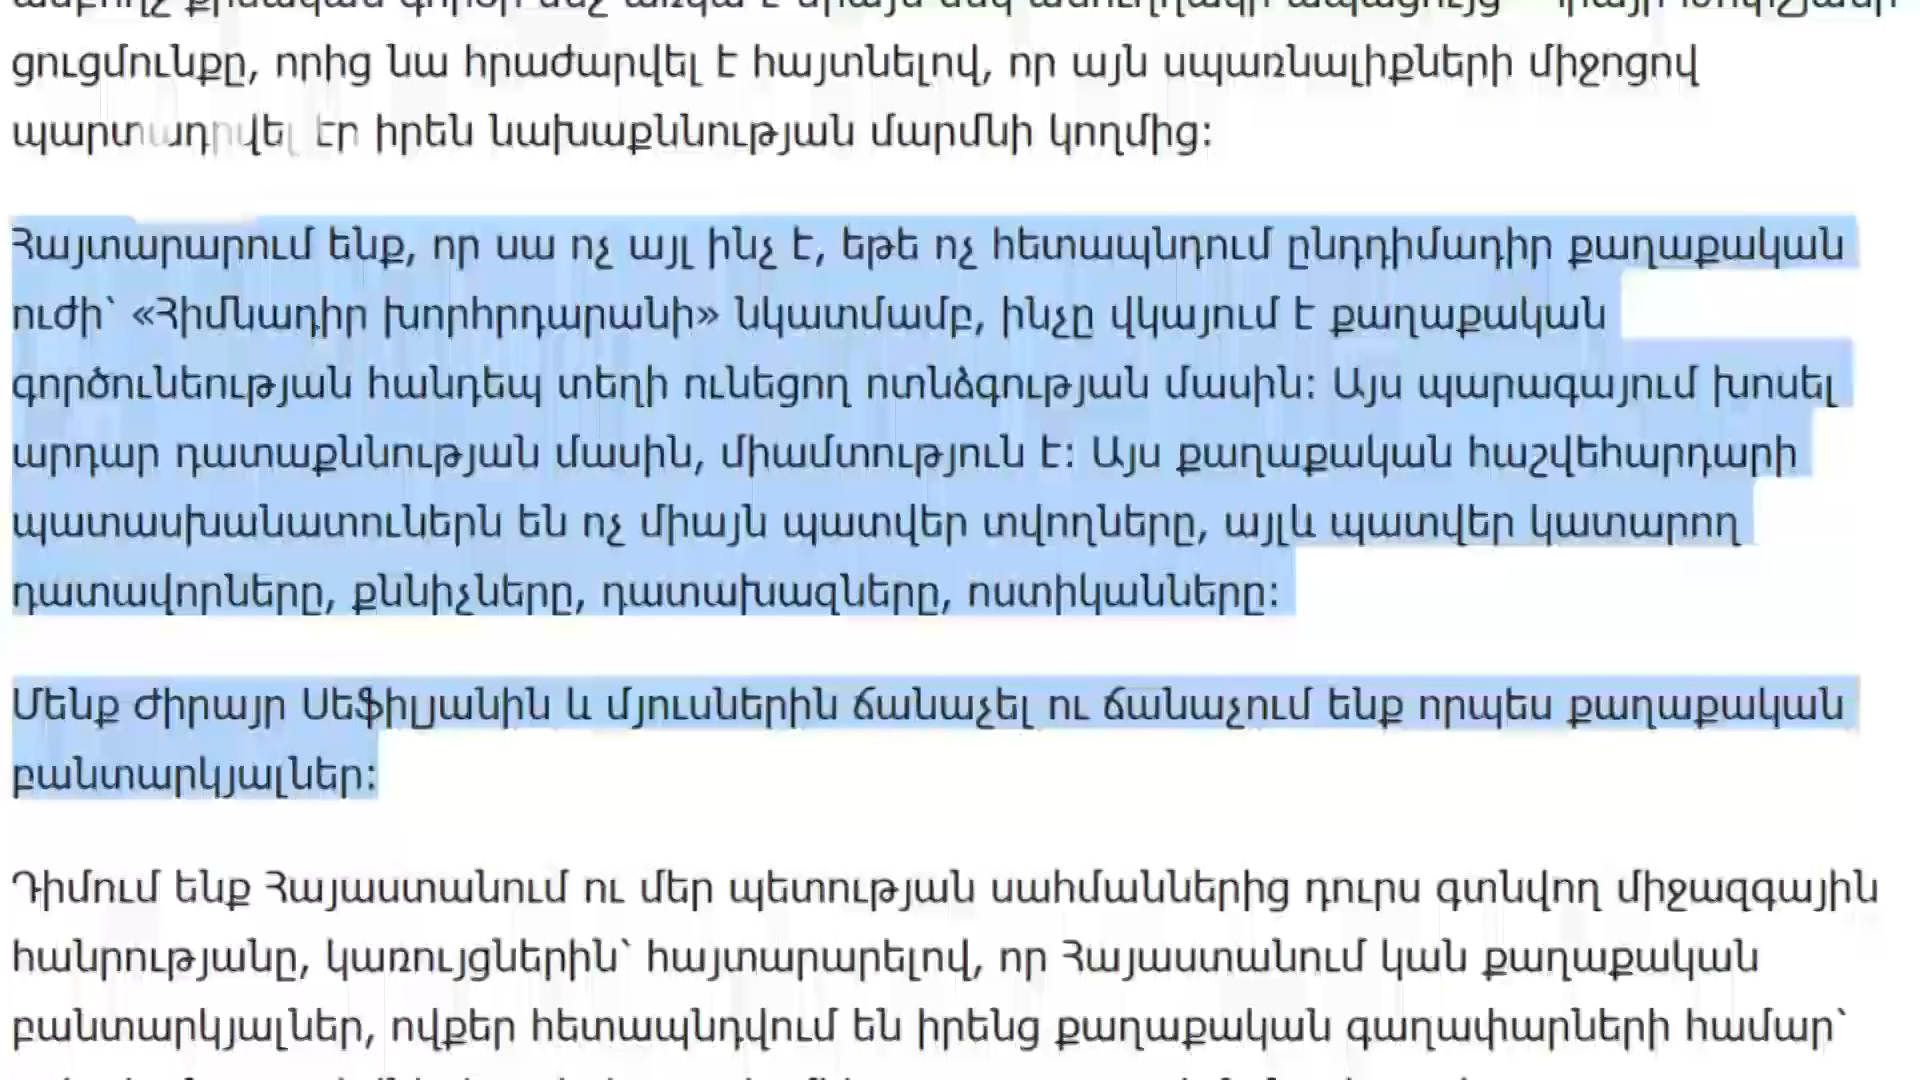 ցուցմունքը, որից նա հրաժարվել է հայտնելով, որ այն սպառնալիքների միջոցով
պարտադրվել էր իրեն նախաքննության մարմնի կողմից:
Հայտարարում ենք, որ սա ոչ այլ ինչ է, եթե ոչ հետապնդում ընդդիմադիր քաղաքական
ուժի՝ «Հիմնադիր խորհրդարանի» նկատմամբ, ինչը վկայում է քաղաքական
գործունեության հանդեպ տեղի ունեցող ոտնձգության մասին: Այս պարագայում խոսել
արդար դատաքննության մասին, միամտություն է: Այս քաղաքական հաշվեհարդարի
պատասխանատուներն են ոչ միայն պատվեր տվողները, այլև պատվեր կատարող
դատավորները, քննիչները, դատախազները, ոստիկանները:
Մենք Ժիրայր Սեֆիլյանին և մյուսներին ճանաչել ու ճանաչում ենք որպես քաղաքական
բանտարկյալներ:
Դիմում ենք Հայաստանում ու մեր պետության սահմաններից դուրս գտնվող միջազգային
հանրությանը, կառույցներին՝ հայտարարելով, որ Հայաստանում կան քաղաքական
բանտարկյալներ, ովքեր հետապնդվում են իրենց քաղաքական գաղափարների համար՝